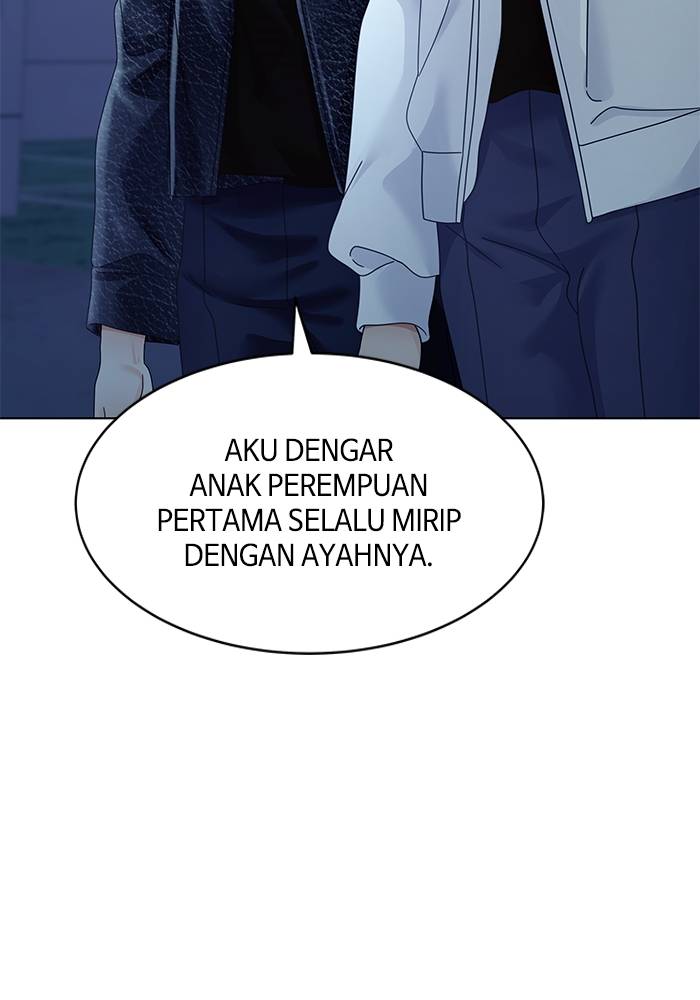 AKU DENGAR
ANAK PEREMPUAN
PERTAMA SELALU MIRIP
DENGAN AYAHNYA.